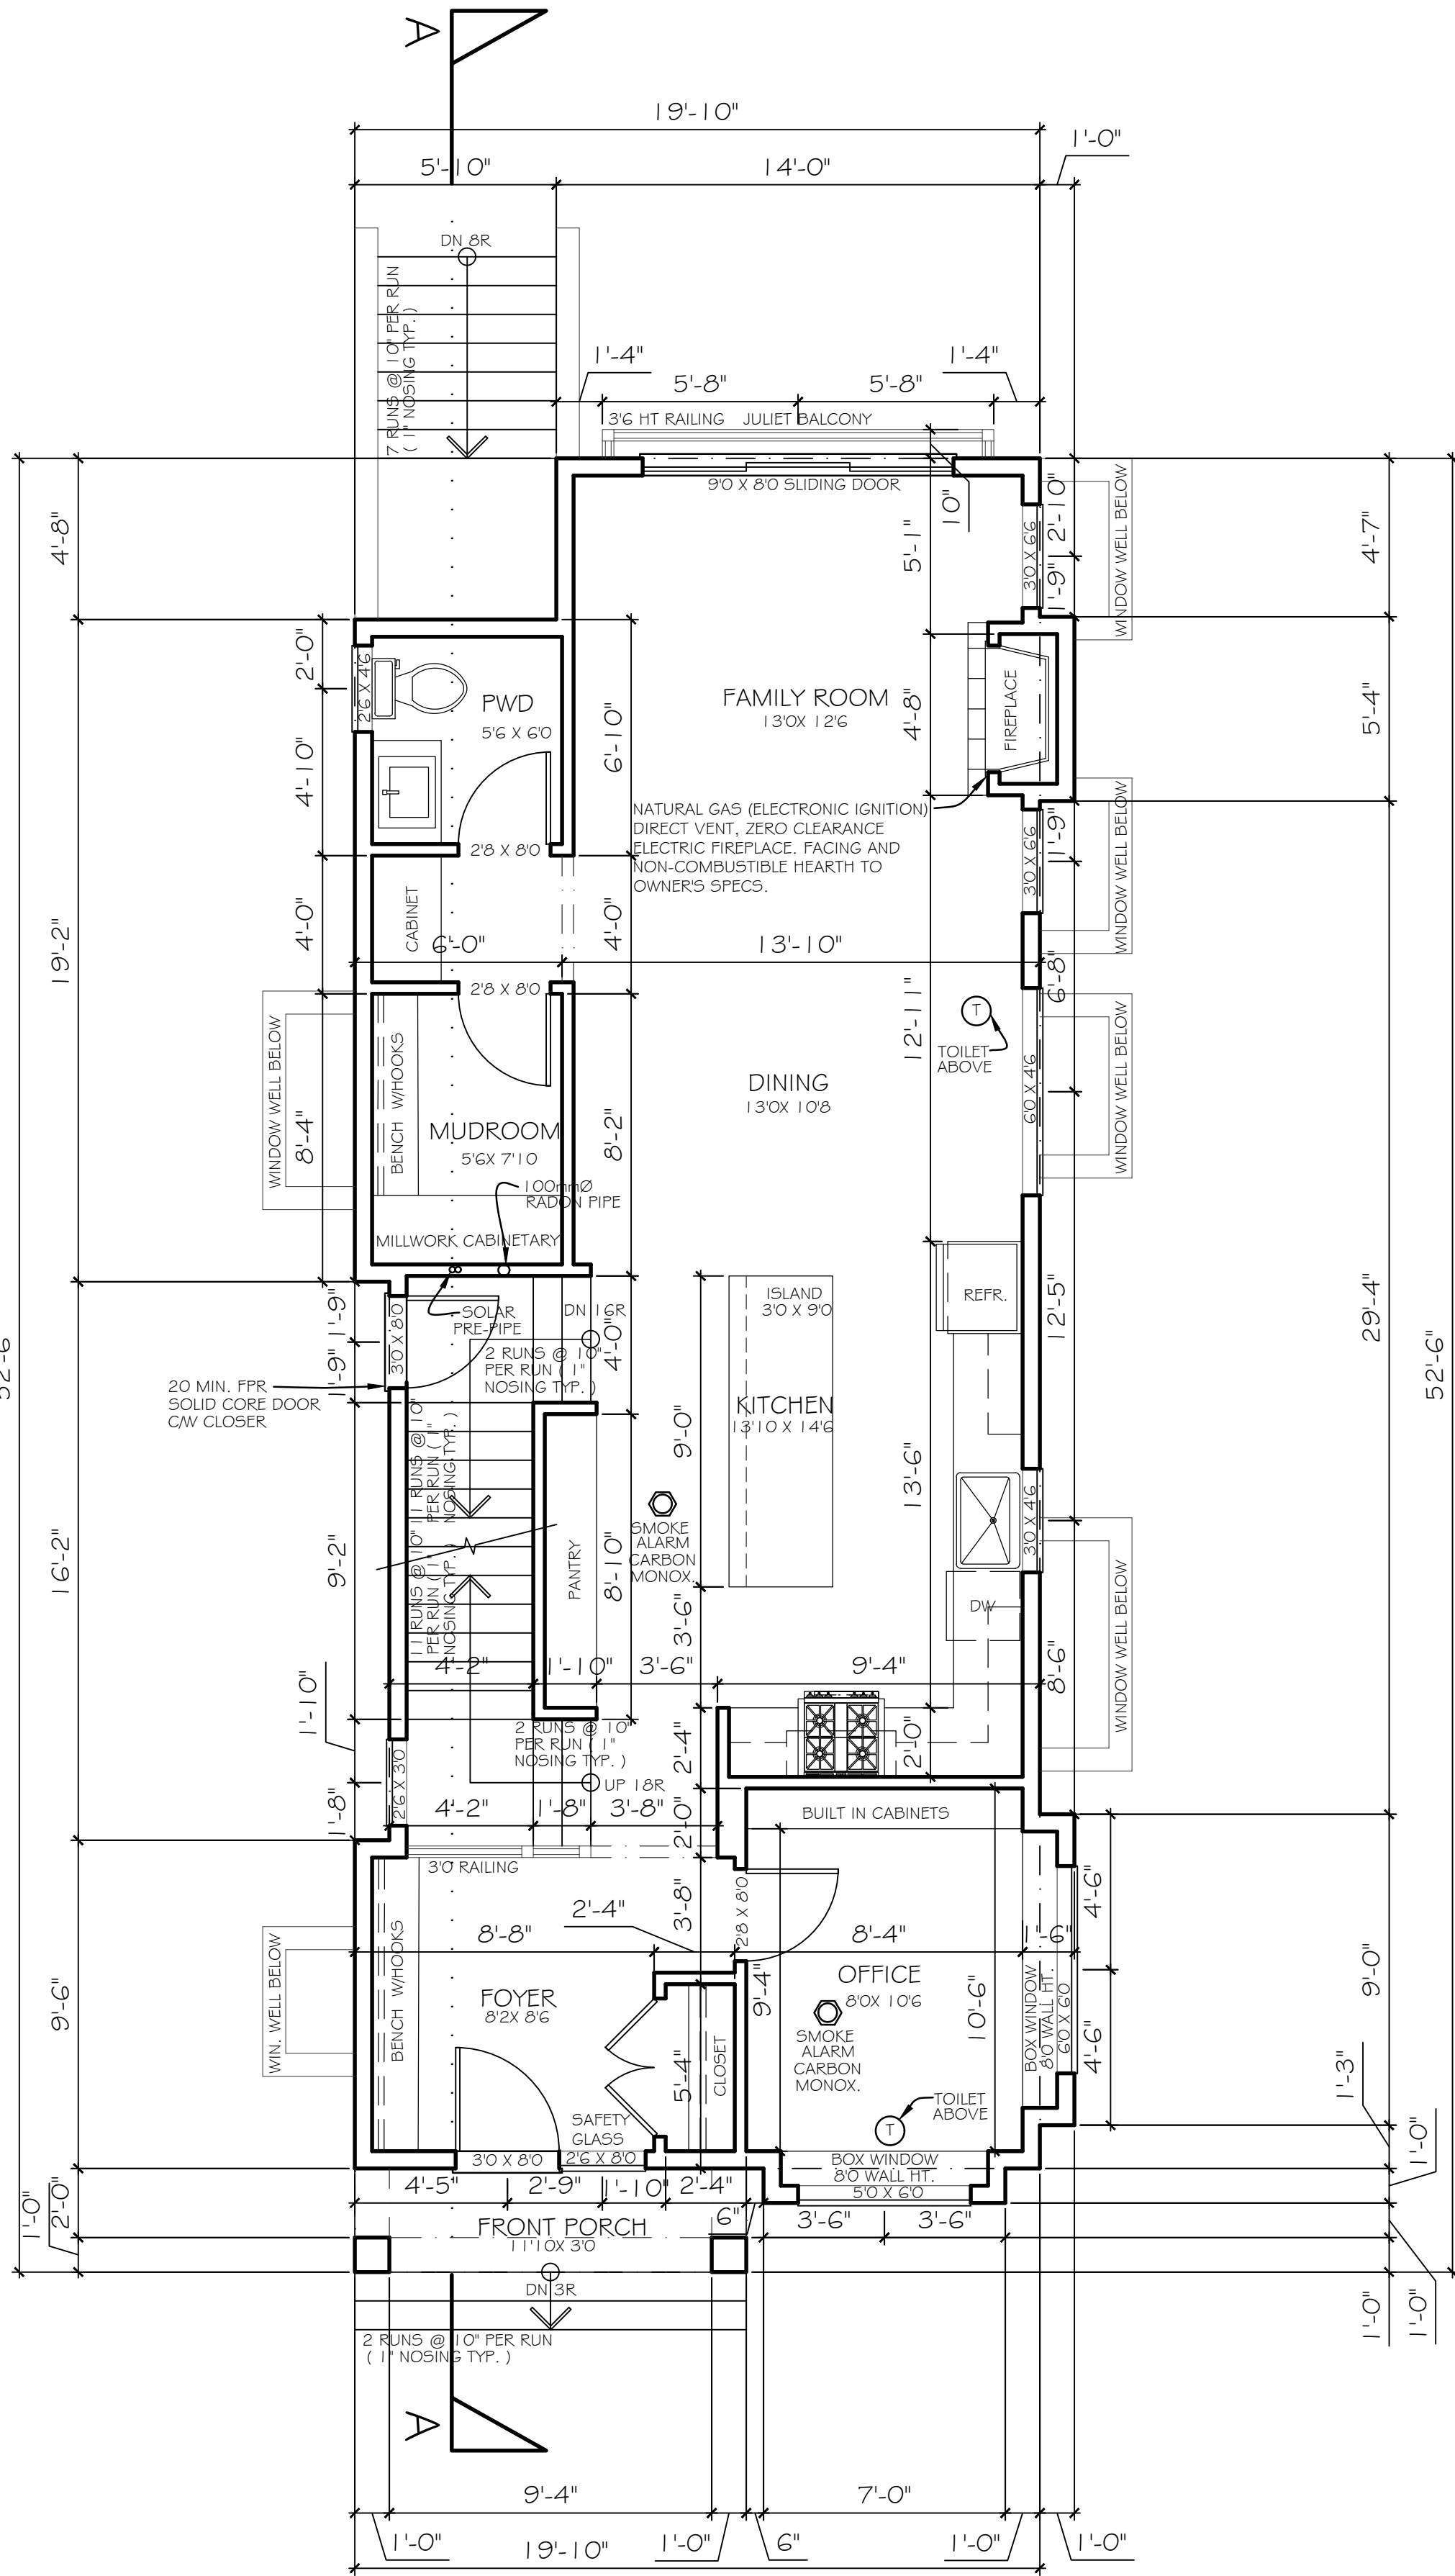 A
19'-10"
1'-0"
5'-10"
14'-0"
DN 8R
7 RUNS @ 10" PER RUN
( 1" NOSING TYP. )
1'-4"
1'-4"
5'-8"
5'-8"
3'6 HT RAILING JULIET BALCONY
9'0 X 8'0 SLIDING DOOR
10"
5'-1"
3'0 X 6'6
2'-10"
1'-9"
WINDOW WELL BELOW
4'-8"
4'-7"
2'-0"
2'6 X 4'6
PWD
5'6 X 6'0
FAMILY ROOM
13'0X 12'6
4'-8"
FIREPLACE
5'-4"
6'-10"
4'-10"
NATURAL GAS (ELECTRONIC IGNITION)
DIRECT VENT, ZERO CLEARANCE
ELECTRIC FIREPLACE. FACING AND
NON-COMBUSTIBLE HEARTH TO
OWNER'S SPECS.
3'0 X 6'6
1'-9"
WINDOW WELL BELOW
2'8 X 8'0
CABINET
4'-0"
4'-0"
19'-2"
6'-0"
13'-10"
6'-8"
2'8 X 8'0
12'-11"
T
TOILET
ABOVE
WINDOW WELL BELOW
BENCH W/HOOKS
8'-4"
8'-2"
DINING
13'0X 10'8
6'0 X 4'6
WINDOW WELL BELOW
MUDROOM
5'6X 7'10
100mmØ
RADON PIPE
MILLWORK CABINETARY
SOLAR
PRE-PIPE
DN 16R
1'-9"
1'-9"
3'0 X 8'0
4'-0"
2 RUNS @ 10"
PER RUN ( 1"
NOSING TYP. )
ISLAND
3'0 X 9'0
REFR.
12'-5"
29'-4"
52'-6"
52'-6"
20 MIN. FPR
SOLID CORE DOOR
C/W CLOSER
KITCHEN
13'10 X 14'6
11 RUNS @ 10"
PER RUN ( 1"
NOSING TYP. )
11 RUNS @ 10"
PER RUN ( 1"
NOSING TYP. )
9'-0"
13'-6"
16'-2"
9'-2"
PANTRY
8'-10"
SMOKE
ALARM
CARBON
MONOX.
3'0 X 4'6
DW
WINDOW WELL BELOW
3'-6"
8'-6"
4'-2"
1'-10"
3'-6"
9'-4"
1'-10"
2 RUNS @ 10"
PER RUN ( 1"
NOSING TYP. )
2'-4"
2'-0"
UP 18R
2'6 X 3'0
1'-8"
4'-2"
1'-8"
3'-8"
2'-0"
BUILT IN CABINETS
3'0 RAILING
2'8 X 8'0
3'-8"
2'-4"
8'-8"
8'-4"
1'-6"
4'-6"
WIN. WELL BELOW
BENCH W/HOOKS
FOYER
8'2X 8'6
9'-6"
9'-4"
OFFICE
8'0X 10'6
10'-6"
BOX WINDOW
8'0 WALL HT.
6'0 X 6'0
9'-0"
4'-6"
SMOKE
ALARM
CARBON
MONOX.
5'-4"
CLOSET
T
TOILET
ABOVE
SAFETY
GLASS
3'0 X 8'0
2'6 X 8'0
BOX WINDOW
8'0 WALL HT.
5'0 X 6'0
1'-3"
1'-0"
4'-5"
2'-9"
1'-10"
2'-4"
6"
3'-6"
3'-6"
1'-0"
2'-0"
FRONT PORCH
11'10X 3'0
DN 3R
2 RUNS @ 10" PER RUN
( 1" NOSING TYP. )
1'-0"
1'-0"
A
9'-4"
7'-0"
1'-0"
19'-10"
1'-0"
6"
1'-0"
1'-0"